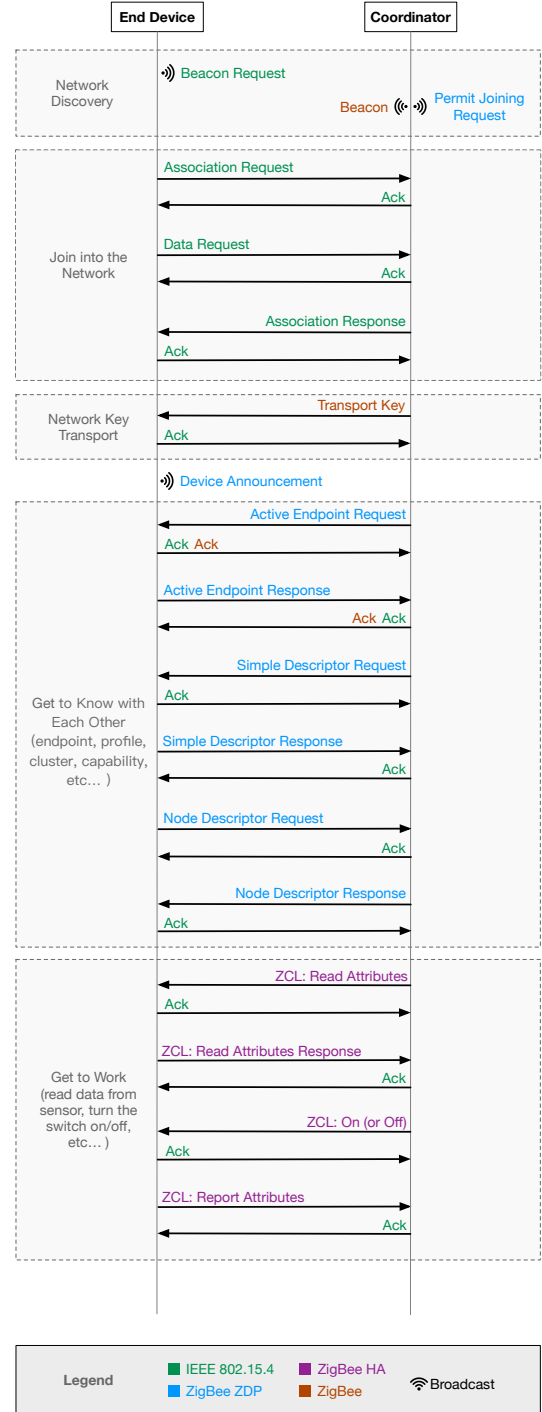 End Device
Coordinator
Network
Discovery
Beacon Request
Beacon
Permit Joining
Request
Join into the
Network
Association Request
Ack
Data Request
Ack
Association Response
Ack
Network Key
Transport
Transport Key
Ack
Device Announcement
Get to Know with
Each Other
(endpoint, profile,
cluster, capability,
etc... )
Active Endpoint Request
Ack Ack
Active Endpoint Response
Ack Ack
Simple Descriptor Request
Ack
Simple Descriptor Response
Ack
Node Descriptor Request
Ack
Node Descriptor Response
Ack
Get to Work
(read data from
sensor, turn the
switch on/off,
etc... )
ZCL: Read Attributes
Ack
ZCL: Read Attributes Response
Ack
ZCL: On (or Off)
Ack
ZCL: Report Attributes
Ack
Legend
IEEE 802.15.4
ZigBee HA
ZigBee ZDP
ZigBee
Broadcast